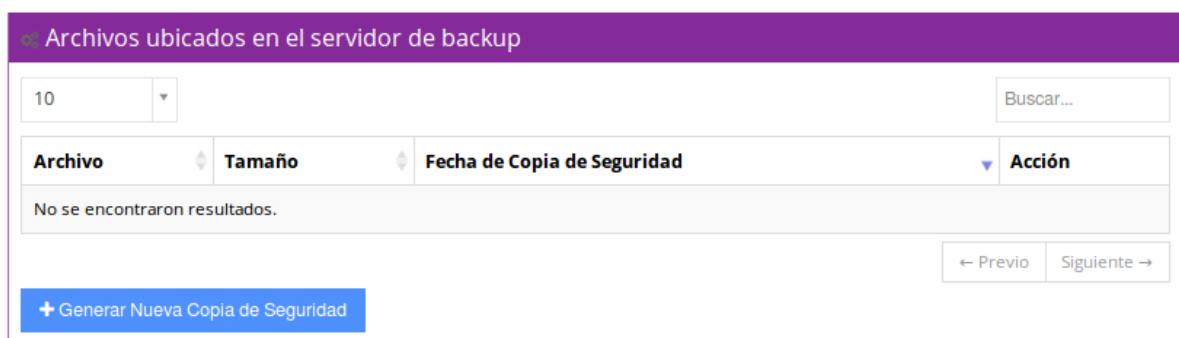 Archivos ubicados en el servidor de backup
10 Buscar...
Archivo Tamaño Fecha de Copia de Seguridad Acción
No se encontraron resultados.
← Previo Siguiente →
+ Generar Nueva Copia de Seguridad